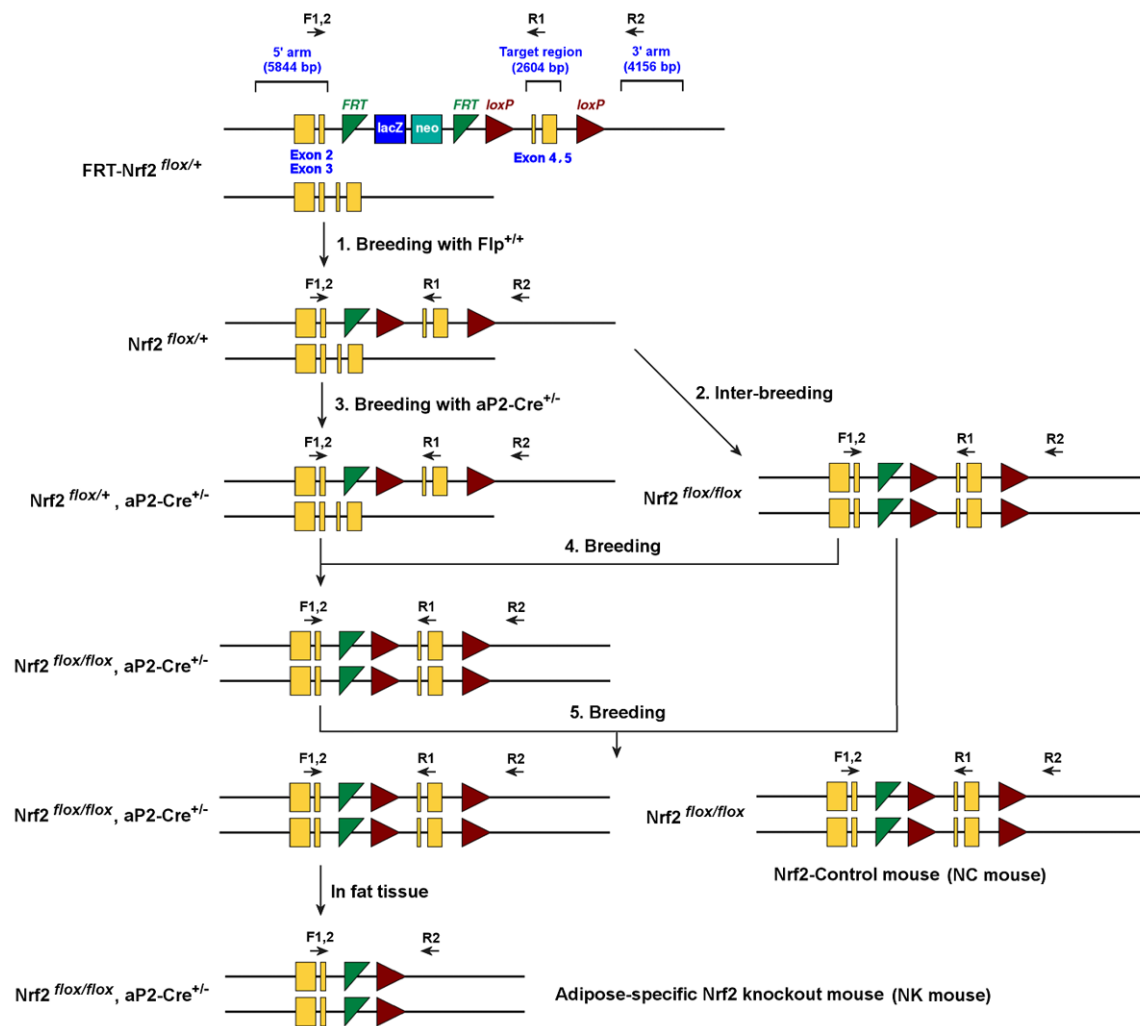 F1,2 R1 R2
5' arm Target region 3' arm
(5844 bp) (2604 bp) (4156 bp)
FRT FRT loxP loxP
lacZ neo
Exon 2 Exon 4,5
Exon 3
FRT-Nrf2 flox/+
1. Breeding with Flp+/+
F1,2 R1 R2
Nrf2 flox/+
2. Inter-breeding
3. Breeding with aP2-Cre+/-
F1,2 R1 R2
F1,2 R1 R2
Nrf2 flox/+ , aP2-Cre+/-
Nrf2 flox/flox
4. Breeding
F1,2 R1 R2
Nrf2 flox/flox, aP2-Cre+/-
5. Breeding
F1,2 R1 R2
F1,2 R1 R2
Nrf2 flox/flox, aP2-Cre+/-
Nrf2 flox/flox
Nrf2-Control mouse (NC mouse)
In fat tissue
F1,2 R2
Nrf2 flox/flox, aP2-Cre+/-
Adipose-specific Nrf2 knockout mouse (NK mouse)